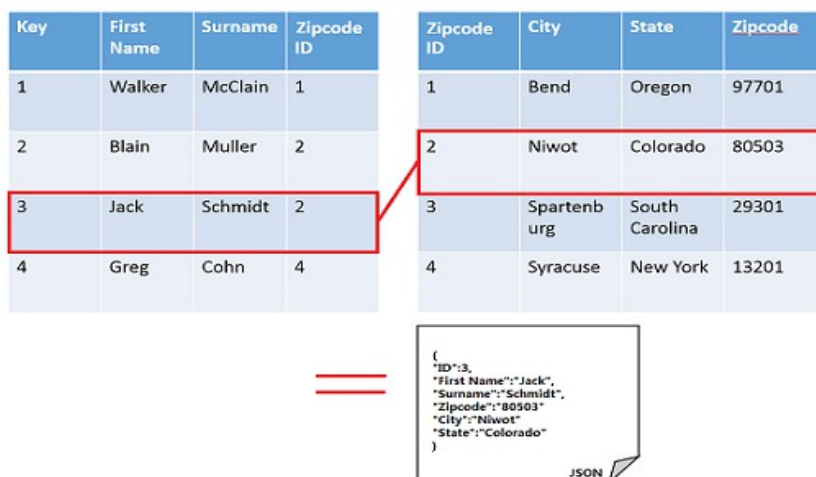 Key First Name Surname Zipcode ID
1 Walker McClain 1
2 Blain Muller 2
3 Jack Schmidt 2
4 Greg Cohn 4
Zipcode ID City State Zipcode
1 Bend Oregon 97701
2 Niwot Colorado 80503
3 Spartenb urg South Carolina 29301
4 Syracuse New York 13201
{
"ID":3,
"First Name":"Jack",
"Surname":"Schmidt",
"Zipcode":"80503"
"City":"Niwot"
"State":"Colorado"
}
JSON